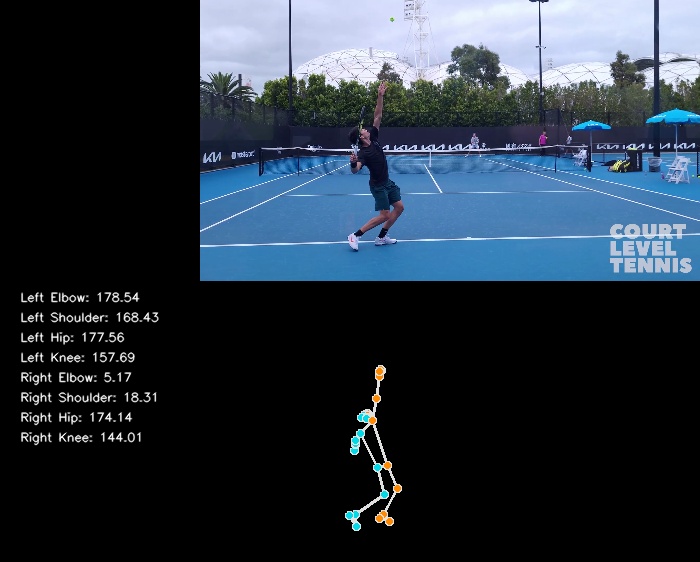 COURT
LEVEL
TENNIS
Left Elbow: 178.54
Left Shoulder: 168.43
Left Hip: 177.56
Left Knee: 157.69
Right Elbow: 5.17
Right Shoulder: 18.31
Right Hip: 174.14
Right Knee: 144.01